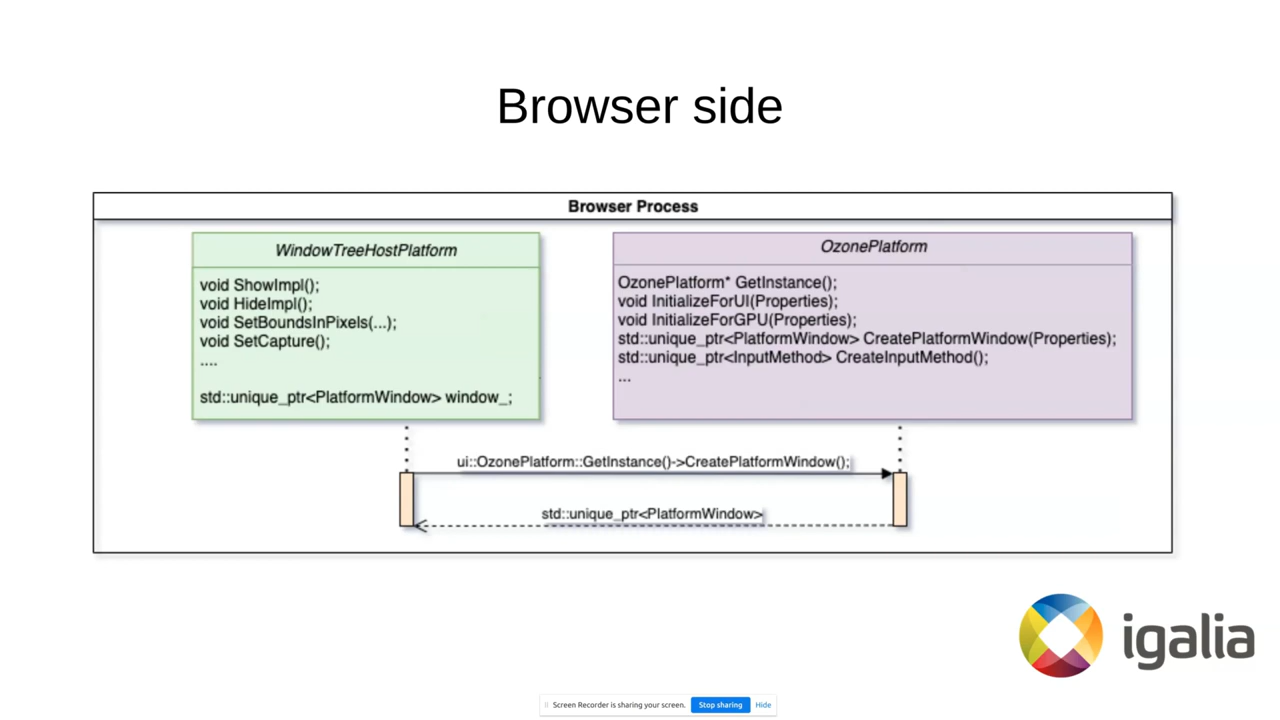 Browser side
Browser Process
WindowTreeHostPlatform
void ShowImpl();
void HideImpl();
void SetBoundsInPixels(...);
void SetCapture();
....
std::unique_ptr<PlatformWindow> window_;
OzonePlatform
OzonePlatform* GetInstance();
void InitializeForUI(Properties);
void InitializeForGPU(Properties);
std::unique_ptr<PlatformWindow> CreatePlatformWindow(Properties);
std::unique_ptr<InputMethod> CreateInputMethod();
...
ui::OzonePlatform::GetInstance()->CreatePlatformWindow();
std::unique_ptr<PlatformWindow>
igalia
Screen Recorder is sharing your screen. Stop sharing Hide